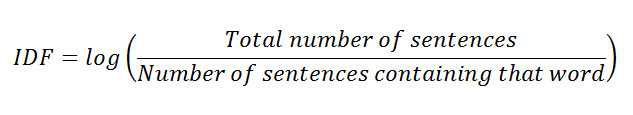 IDF = log(Total number of sentences / Number of sentences containing that word)